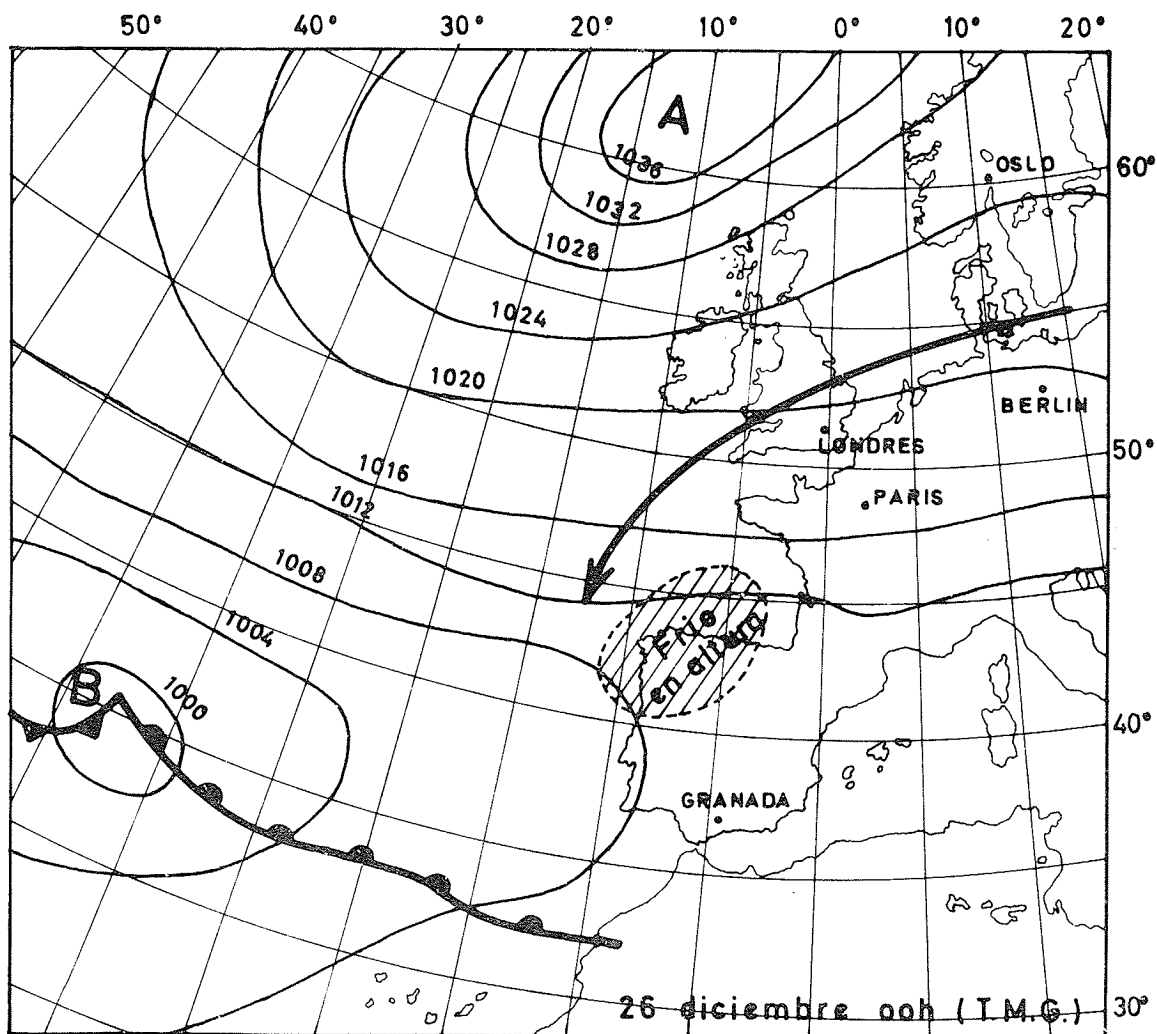 50° 40° 30° 20° 10° 0° 10° 20°
A
1036
OSLO
60°
1032
1028
1024
1020
BERLIN
LONDRES
50°
1016
PARIS
1012
1008
Frio
en altura
1004
B
1000
40°
GRANADA
30°
26 diciembre ooh (T.M.G.)